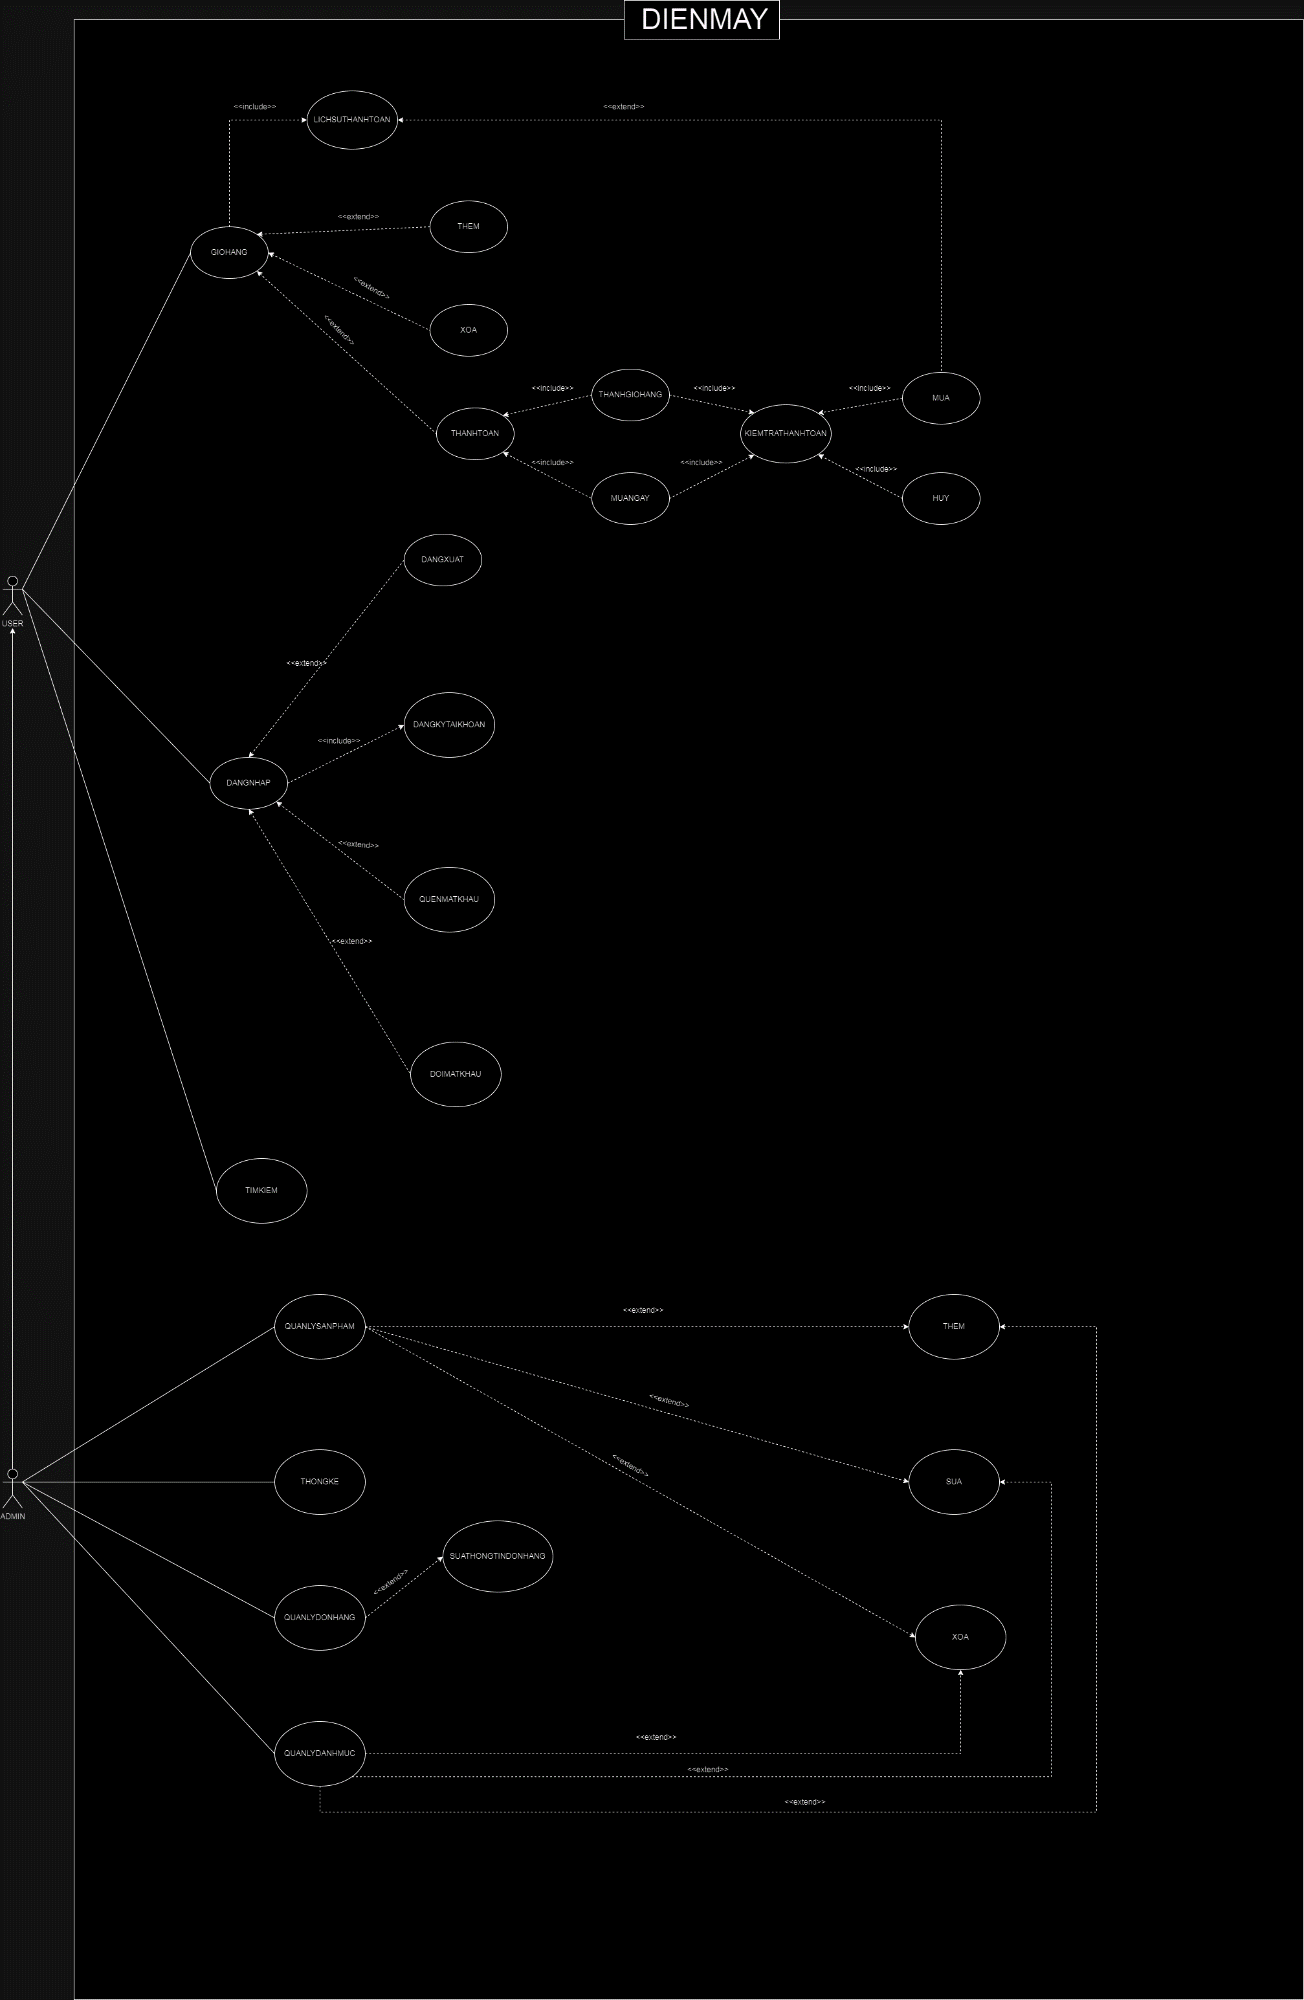 DIENMAY
<<include>>
<<extend>>
LICHSUTHANHTOAN
<<extend>>
THEM
GIOHANG
<<extend>>
<<extend>>
XOA
<<include>>
THANHGIOHANG
<<include>>
<<include>>
MUA
THANHTOAN
KIEMTRATHANHTOAN
<<include>>
<<include>>
<<include>>
MUANGAY
HUY
DANGXUAT
USER
<<extend>>
DANGKYTAIKHOAN
<<include>>
DANGNHAP
<<extend>>
QUENMATKHAU
<<extend>>
DOIMATKHAU
TIMKIEM
<<extend>>
QUANLYSANPHAM
THEM
<<extend>>
<<extend>>
THONGKE
SUA
ADMIN
SUATHONGTINDONHANG
<<extend>>
QUANLYDONHANG
XOA
<<extend>>
QUANLYDANHMUC
<<extend>>
<<extend>>